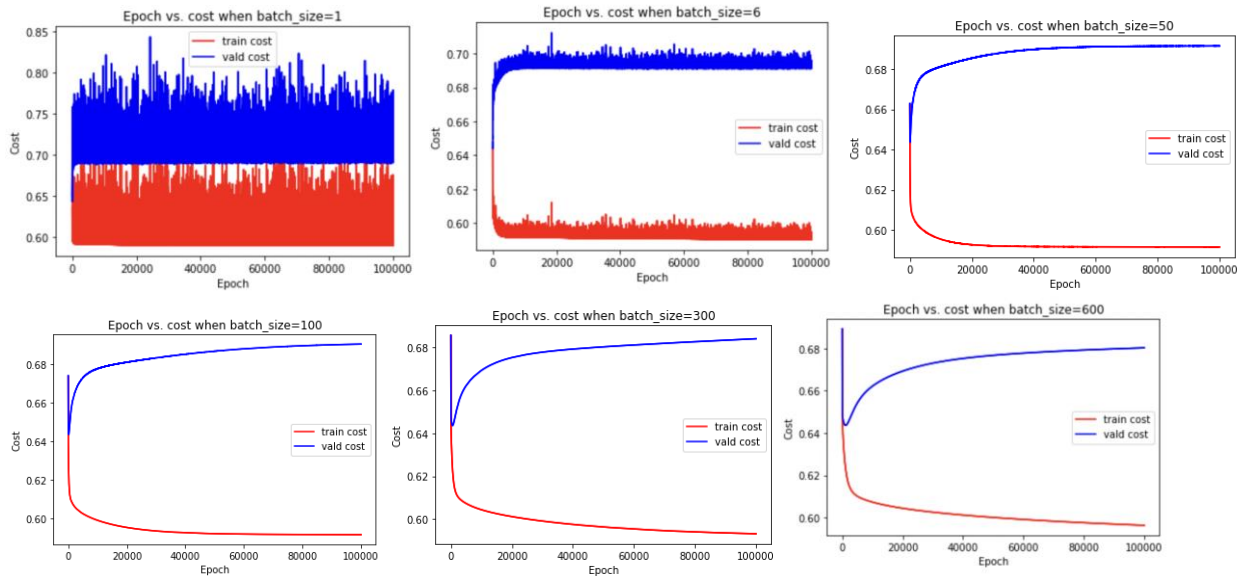 Epoch vs. cost when batch_size=1
0.85
0.80
0.75
0.70
0.65
0.60
Cost
train cost
vald cost
0
20000
40000
60000
80000
100000
Epoch
Epoch vs. cost when batch_size=6
0.70
0.68
0.66
0.64
0.62
0.60
Cost
train cost
vald cost
0
20000
40000
60000
80000
100000
Epoch
Epoch vs. cost when batch_size=50
0.68
0.66
0.64
0.62
0.60
Cost
train cost
vald cost
0
20000
40000
60000
80000
100000
Epoch
Epoch vs. cost when batch_size=100
0.68
0.66
0.64
0.62
0.60
Cost
train cost
vald cost
0
20000
40000
60000
80000
100000
Epoch
Epoch vs. cost when batch_size=300
0.68
0.66
0.64
0.62
0.60
Cost
train cost
vald cost
0
20000
40000
60000
80000
100000
Epoch
Epoch vs. cost when batch_size=600
0.68
0.66
0.64
0.62
0.60
Cost
train cost
vald cost
0
20000
40000
60000
80000
100000
Epoch